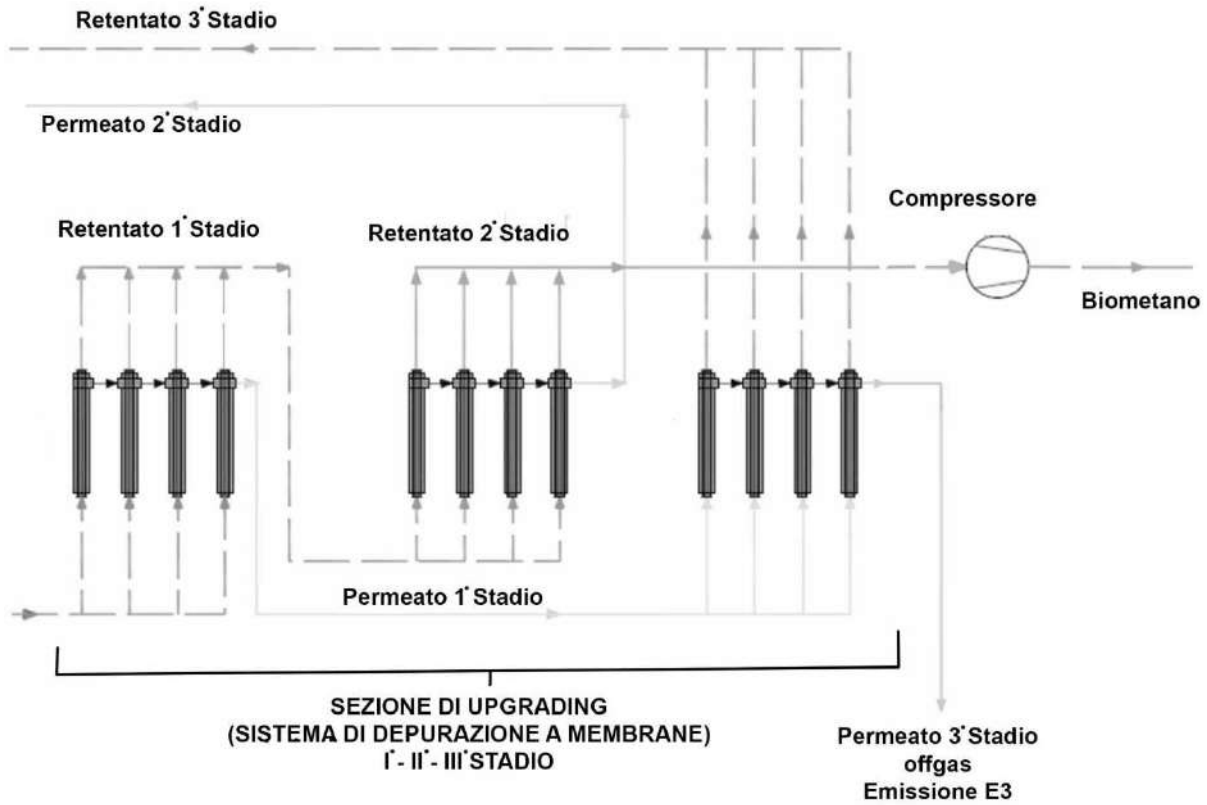 Retentato 3°Stadio
Permeato 2°Stadio
Retentato 1°Stadio
Retentato 2°Stadio
Compressore
Biometano
Permeato 1°Stadio
SEZIONE DI UPGRADING
(SISTEMA DI DEPURAZIONE A MEMBRANE)
I°- II°- III°STADIO
Permeato 3°Stadio
offgas
Emissione E3